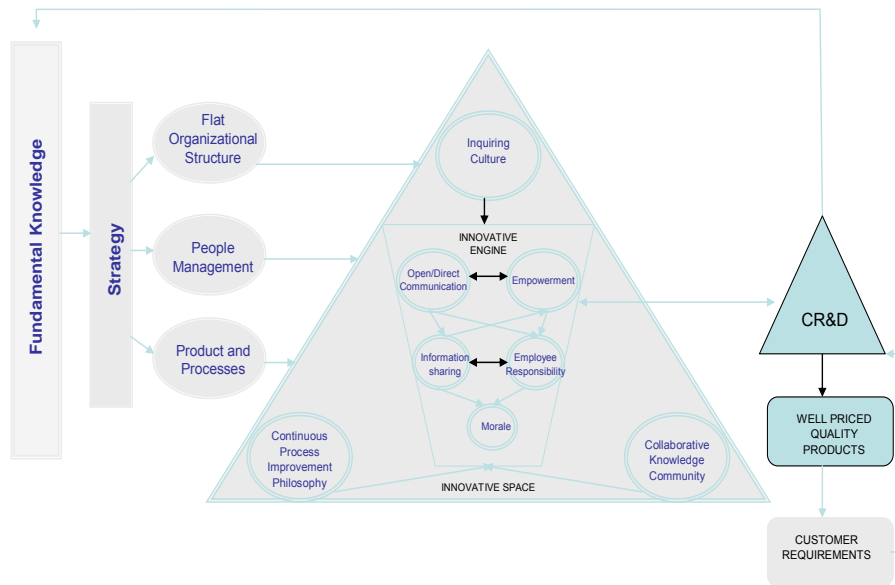 Fundamental Knowledge
Strategy
Flat
Organizational
Structure
People
Management
Product and
Processes
Inquiring
Culture
INNOVATIVE
ENGINE
Open/Direct
Communication
Empowerment
Information
sharing
Employee
Responsibility
Morale
Continuous
Process
Improvement
Philosophy
Collaborative
Knowledge
Community
INNOVATIVE SPACE
CR&D
WELL PRICED
QUALITY
PRODUCTS
CUSTOMER
REQUIREMENTS